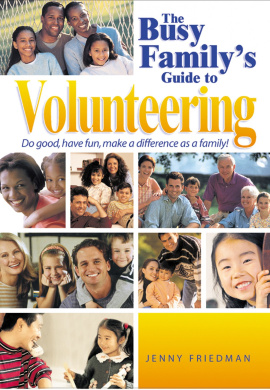 The
Busy
Family's
Guide to
Volunteering
Do good, have fun, make a difference as a family!
JENNY FRIEDMAN